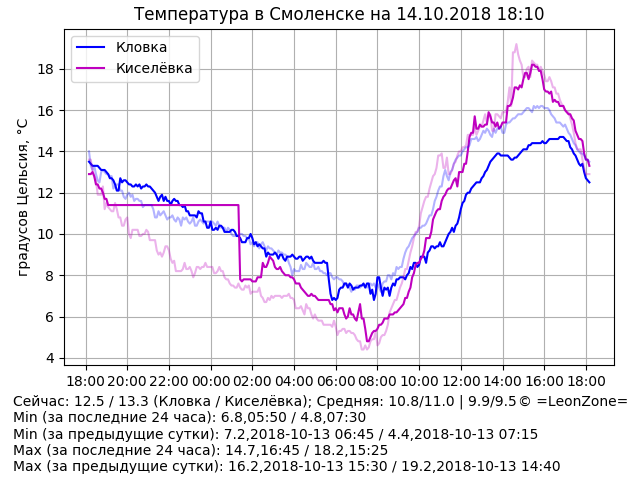 Температура в Смоленске на 14.10.2018 18:10
Кловка
Киселёвка
градусов Цельсия, °C
18
16
14
12
10
8
6
4
18:00 20:00 22:00 00:00 02:00 04:00 06:00 08:00 10:00 12:00 14:00 16:00 18:00
Сейчас: 12.5 / 13.3 (Кловка / Киселёвка); Средняя: 10.8/11.0 | 9.9/9.5© =LeonZone=
Min (за последние 24 часа): 6.8,05:50 / 4.8,07:30
Min (за предыдущие сутки): 7.2,2018-10-13 06:45 / 4.4,2018-10-13 07:15
Max (за последние 24 часа): 14.7,16:45 / 18.2,15:25
Max (за предыдущие сутки): 16.2,2018-10-13 15:30 / 19.2,2018-10-13 14:40